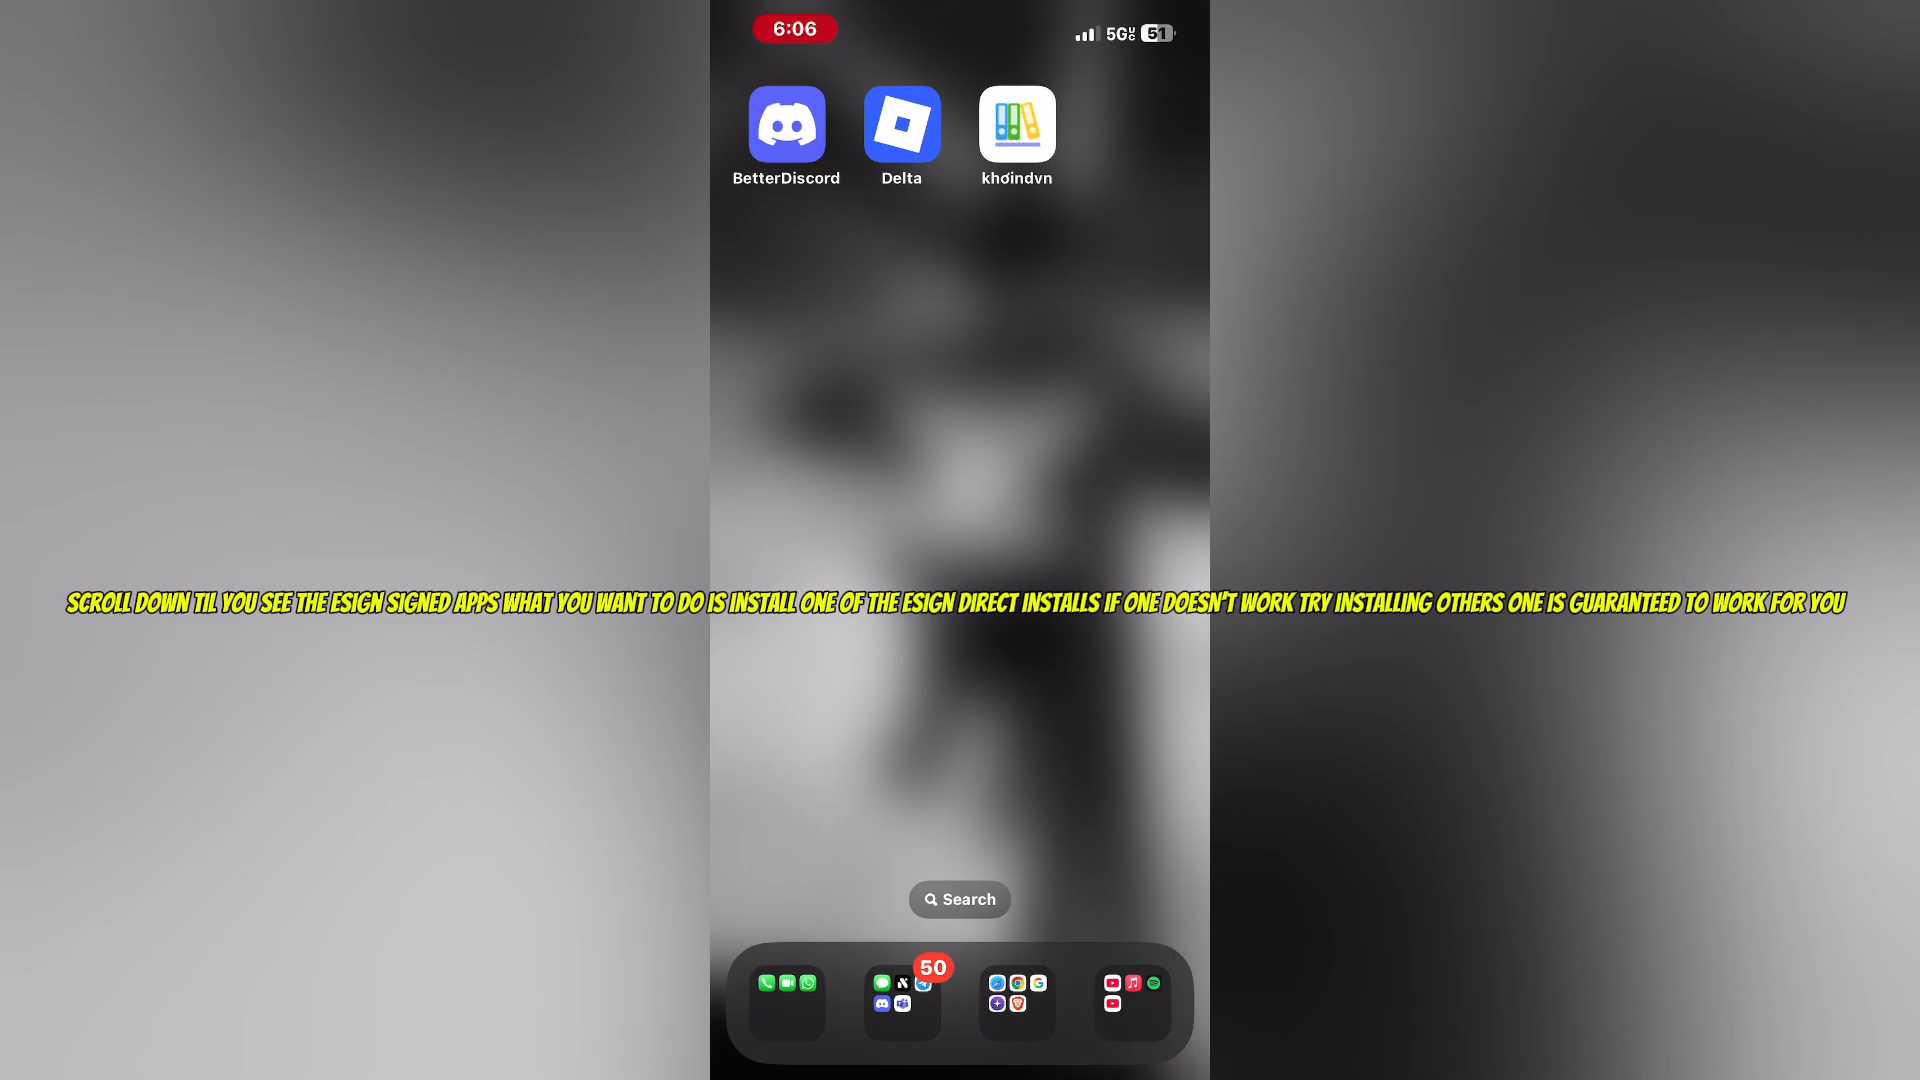 6:06
5G UC 51
BetterDiscord
Delta
khơindvn
SCROLL DOWN TIL YOU SEE THE ESIGN SIGNED APPS WHAT YOU WANT TO DO IS INSTALL ONE OF THE ESIGN DIRECT INSTALLS IF ONE DOESN'T WORK TRY INSTALLING OTHERS ONE IS GUARANTEED TO WORK FOR YOU
Search
50